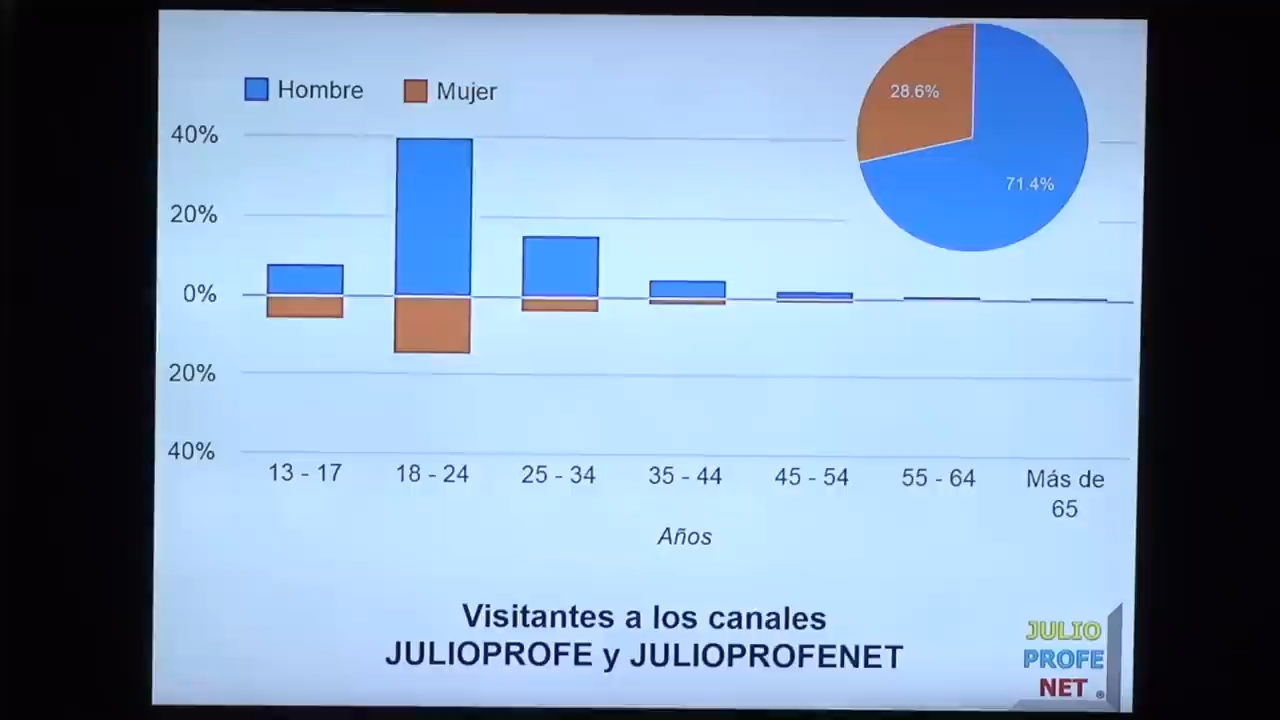 Hombre
Mujer
28.6%
71.4%
40%
20%
0%
20%
40%
13 - 17
18 - 24
25 - 34
35 - 44
45 - 54
55 - 64
Más de
65
Años
Visitantes a los canales
JULIOPROFE y JULIOPROFENET
JULIO
PROFE
NET ®